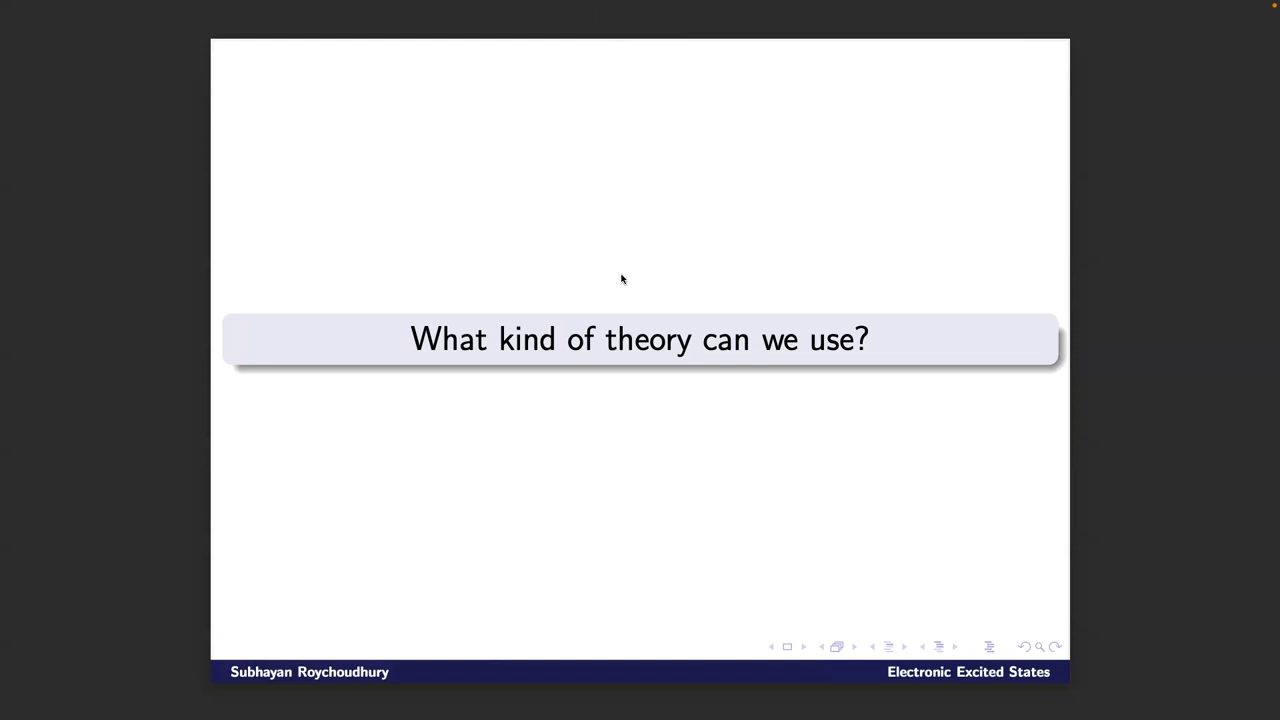 What kind of theory can we use?
Subhayan Roychoudhury
Electronic Excited States